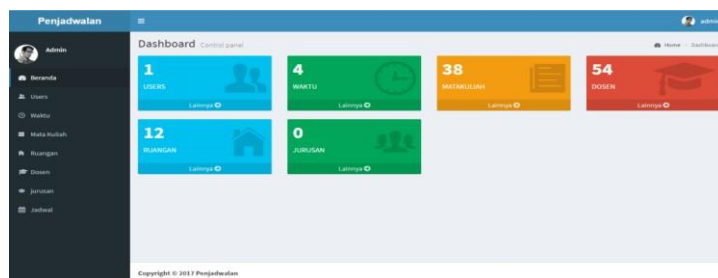 Penjadwalan
admin
Admin
Beranda
Users
Waktu
Mata Kuliah
Ruangan
Dosen
Jurusan
Jadwal
Dashboard Control panel
Home > Dashboard
1
USERS
Lainnya
4
WAKTU
Lainnya
38
MATAKULIAH
Lainnya
54
DOSEN
Lainnya
12
RUANGAN
Lainnya
0
JURUSAN
Lainnya
Copyright © 2017 Penjadwalan